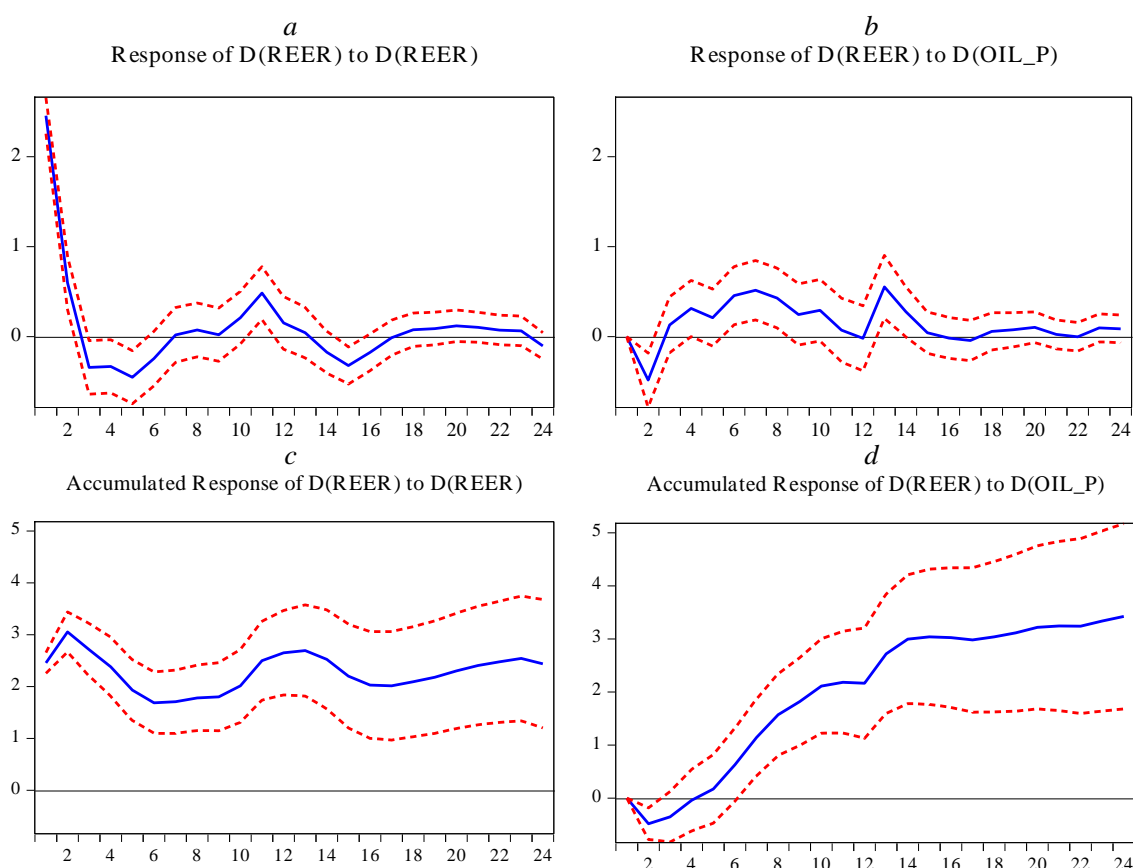 a
Response of D(REER) to D(REER)
2
1
0
2 4 6 8 10 12 14 16 18 20 22 24
b
Response of D(REER) to D(OIL_P)
2
1
0
2 4 6 8 10 12 14 16 18 20 22 24
c
Accumulated Response of D(REER) to D(REER)
5
4
3
2
1
0
2 4 6 8 10 12 14 16 18 20 22 24
d
Accumulated Response of D(REER) to D(OIL_P)
5
4
3
2
1
0
2 4 6 8 10 12 14 16 18 20 22 24